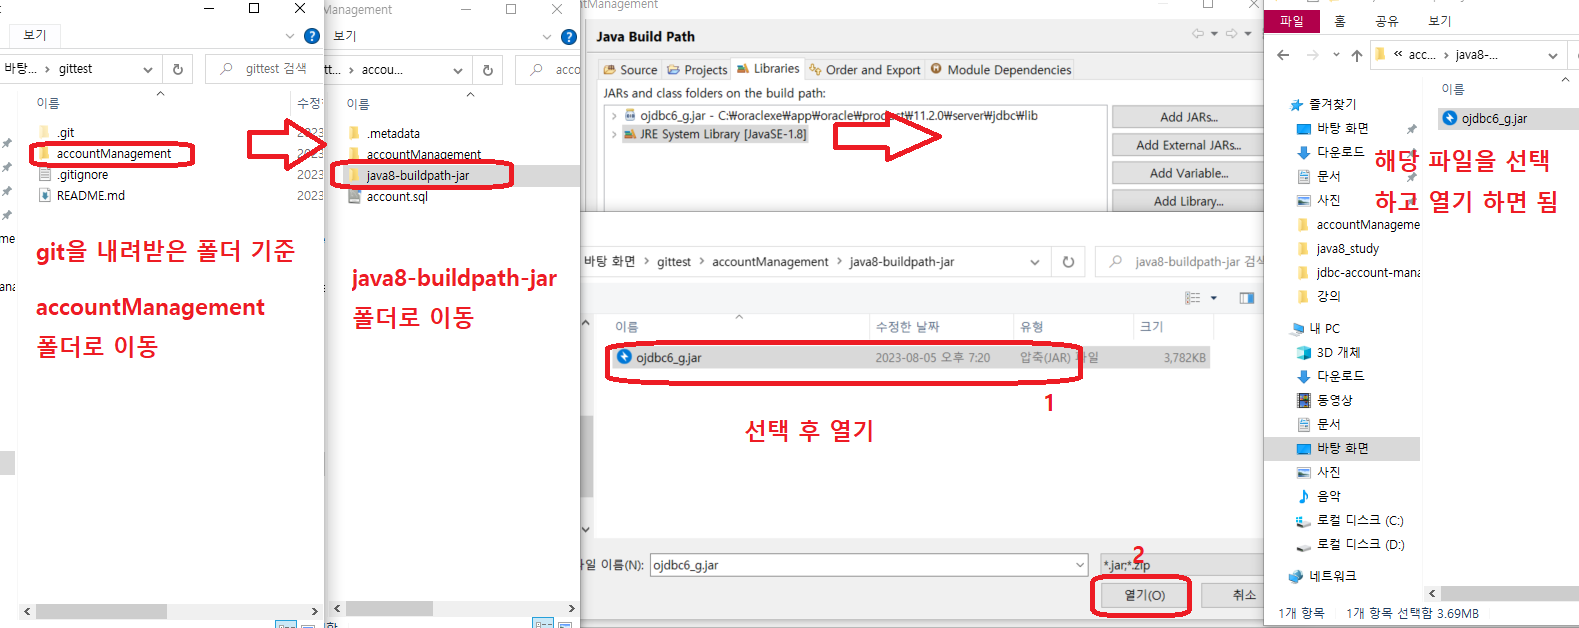 보기
바탕... > gittest
gittest 검색
이름
수정
.git
2023
accountManagement
2023
.gitignore
2023
README.md
2023
git을 내려받은 폴더 기준
accountManagement
폴더로 이동
Management
보기
accou...
acco
이름
.metadata
accountManagement
java8-buildpath-jar
account.sql
java8-buildpath-jar
폴더로 이동
Java Build Path
Source
Projects
Libraries
Order and Export
Module Dependencies
JARs and class folders on the build path:
ojdbc6_g.jar - C:₩oraclexe₩app₩oracle₩product₩11.2.0₩server₩jdbc₩lib
JRE System Library [JavaSE-1.8]
Add JARs...
Add External JARs...
Add Variable...
Add Library...
바탕 화면 > gittest > accountManagement > java8-buildpath-jar
java8-buildpath-jar 검색
이름
수정한 날짜
유형
크기
ojdbc6_g.jar
2023-08-05 오후 7:20
압축(JAR) 파일
3,782KB
1
선택 후 열기
파일 이름(N):
ojdbc6_g.jar
*.jar;*.zip
2
열기(O)
취소
파일
홈
공유
보기
« acc... > java8-...
이름
ojdbc6_g.jar
해당 파일을 선택
하고 열기 하면 됨
즐겨찾기
바탕 화면
다운로드
문서
사진
accountManageme
java8_study
jdbc-account-mana
강의
내 PC
3D 개체
다운로드
동영상
문서
바탕 화면
사진
음악
로컬 디스크 (C:)
로컬 디스크 (D:)
네트워크
1개 항목
1개 항목 선택함 3.69MB